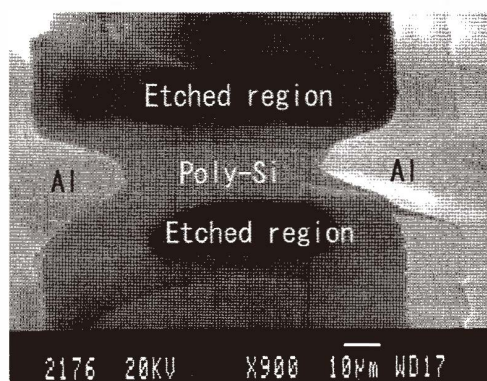 Etched region
Al Poly-Si Al
Etched region
2176 20KV X900 10μm WD17